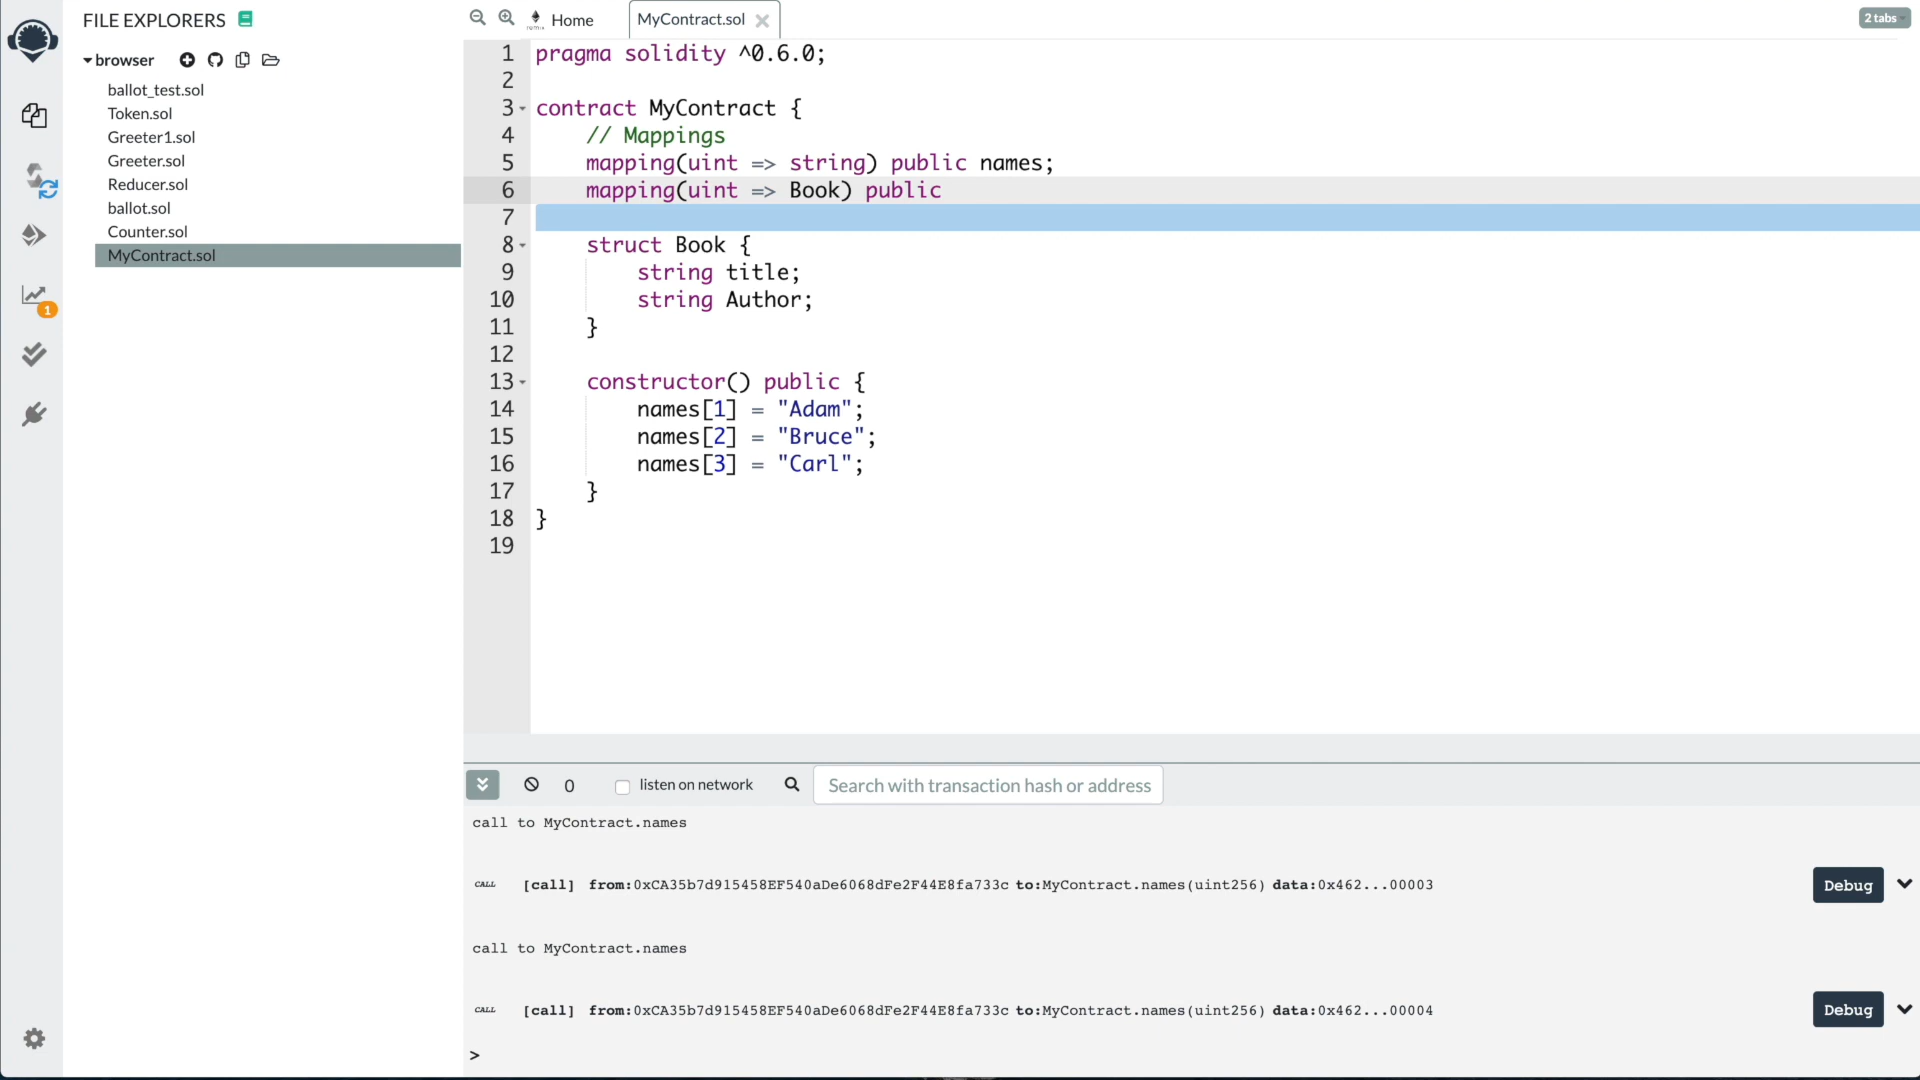 FILE EXPLORERS
browser
ballot_test.sol
Token.sol
Greeter1.sol
Greeter.sol
Reducer.sol
ballot.sol
Counter.sol
MyContract.sol
1
Home
MyContract.sol
2 tabs
1 pragma solidity ^0.6.0;
2
3 contract MyContract {
4 // Mappings
5 mapping(uint => string) public names;
6 mapping(uint => Book) public
7
8 struct Book {
9 string title;
10 string Author;
11 }
12
13 constructor() public {
14 names[1] = "Adam";
15 names[2] = "Bruce";
16 names[3] = "Carl";
17 }
18 }
19
0 listen on network Search with transaction hash or address
call to MyContract.names
CALL [call] from:0xCA35b7d915458EF540aDe6068dFe2F44E8fa733c to:MyContract.names(uint256) data:0x462...00003 Debug
call to MyContract.names
CALL [call] from:0xCA35b7d915458EF540aDe6068dFe2F44E8fa733c to:MyContract.names(uint256) data:0x462...00004 Debug
>